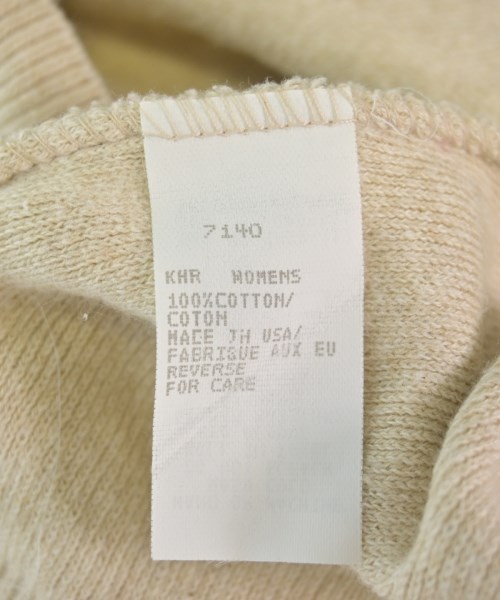 7140
KHR WOMENS
100%COTTON/
COTON
MADE IN USA/
FABRIQUE AUX EU
REVERSE
FOR CARE